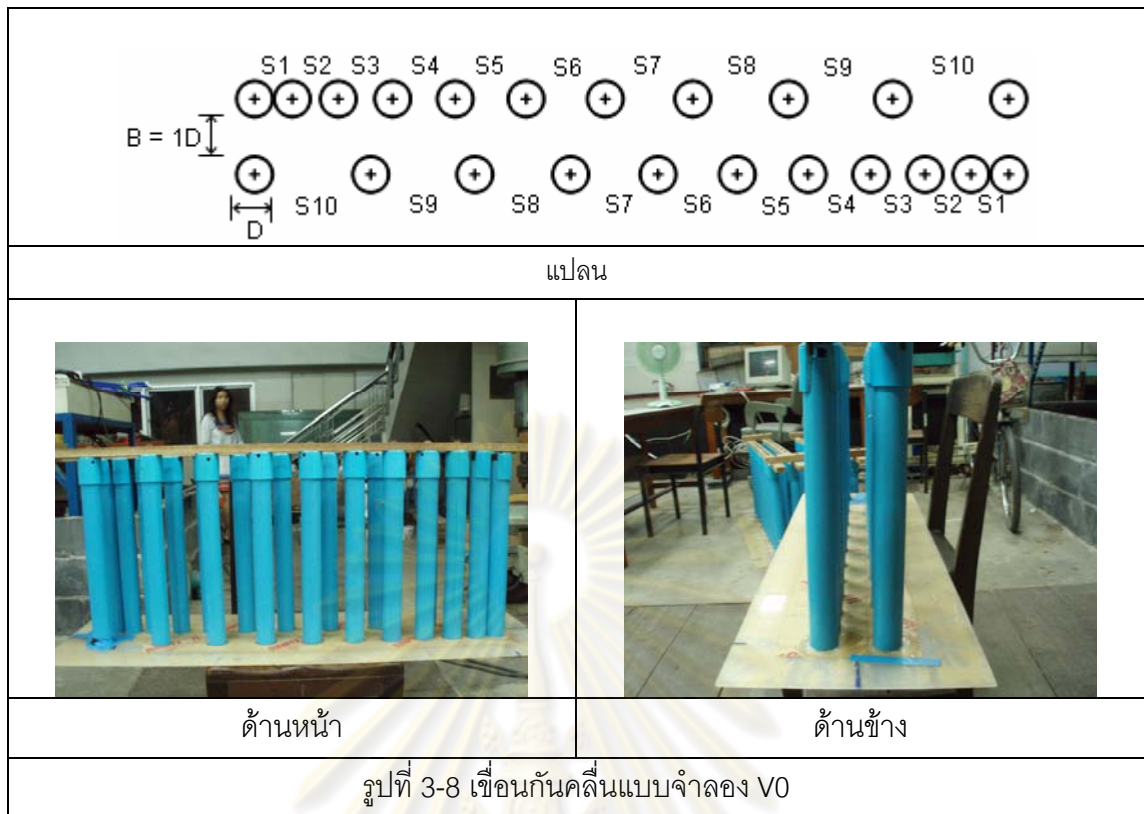 S1 S2 S3 S4 S5 S6 S7 S8 S9 S10
B = 1D
S10 S9 S8 S7 S6 S5 S4 S3 S2 S1
D
แปลน
ด้านหน้า
ด้านข้าง
รูปที่ 3-8 เขื่อนกันคลื่นแบบจำลอง V0